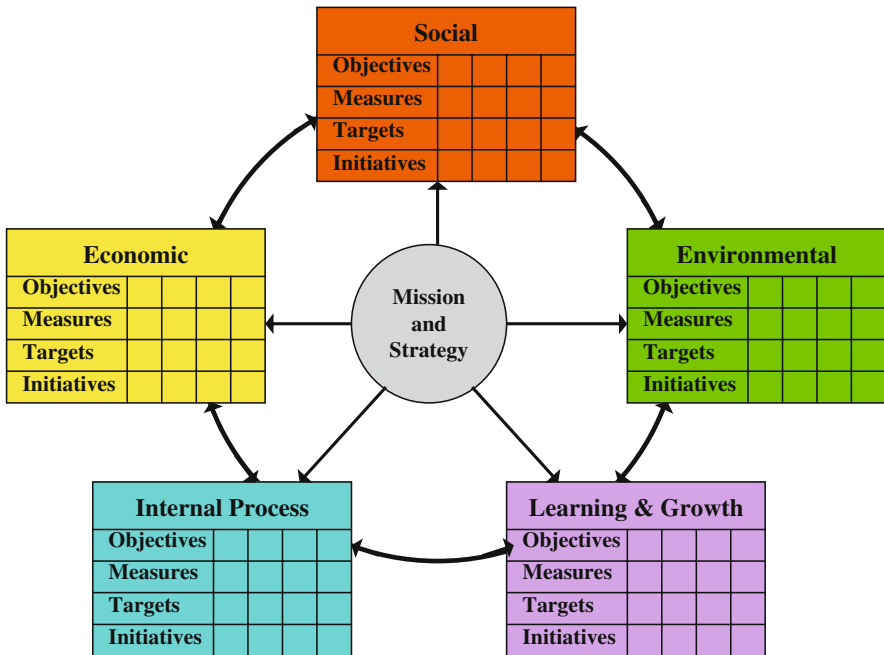 Social
Objectives
Measures
Targets
Initiatives
Economic
Objectives
Measures
Targets
Initiatives
Mission
and
Strategy
Environmental
Objectives
Measures
Targets
Initiatives
Internal Process
Objectives
Measures
Targets
Initiatives
Learning & Growth
Objectives
Measures
Targets
Initiatives